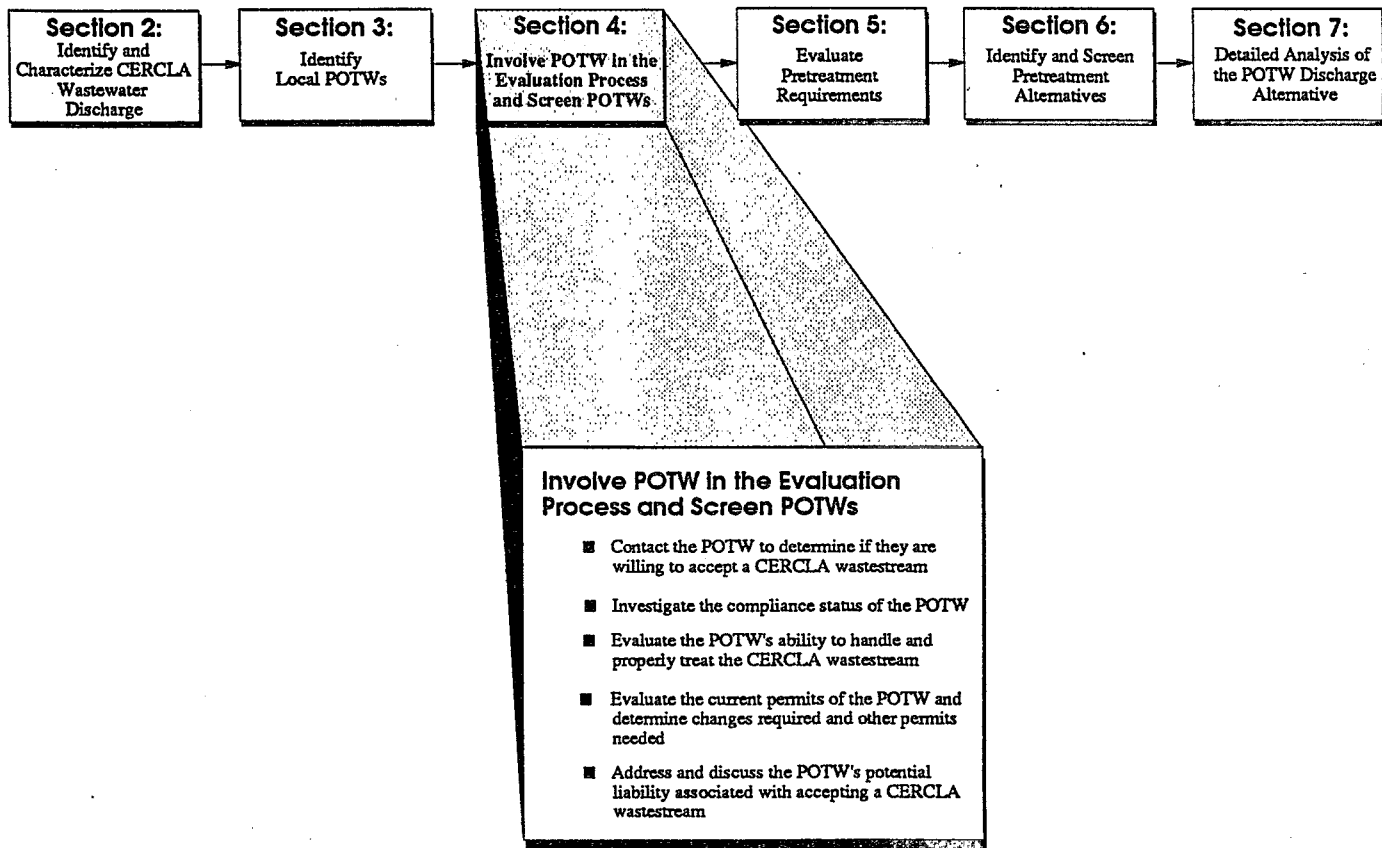 Section 2:
Identify and
Characterize CERCLA
Wastewater
Discharge
Section 3:
Identify
Local POTWs
Section 4:
Involve POTW in the
Evaluation Process
and Screen POTWs
Section 5:
Evaluate
Pretreatment
Requirements
Section 6:
Identify and Screen
Pretreatment
Alternatives
Section 7:
Detailed Analysis of
the POTW Discharge
Alternative
Involve POTW in the Evaluation
Process and Screen POTWs
■ Contact the POTW to determine if they are
willing to accept a CERCLA wastestream
■ Investigate the compliance status of the POTW
■ Evaluate the POTW's ability to handle and
properly treat the CERCLA wastestream
■ Evaluate the current permits of the POTW and
determine changes required and other permits
needed
■ Address and discuss the POTW's potential
liability associated with accepting a CERCLA
wastestream